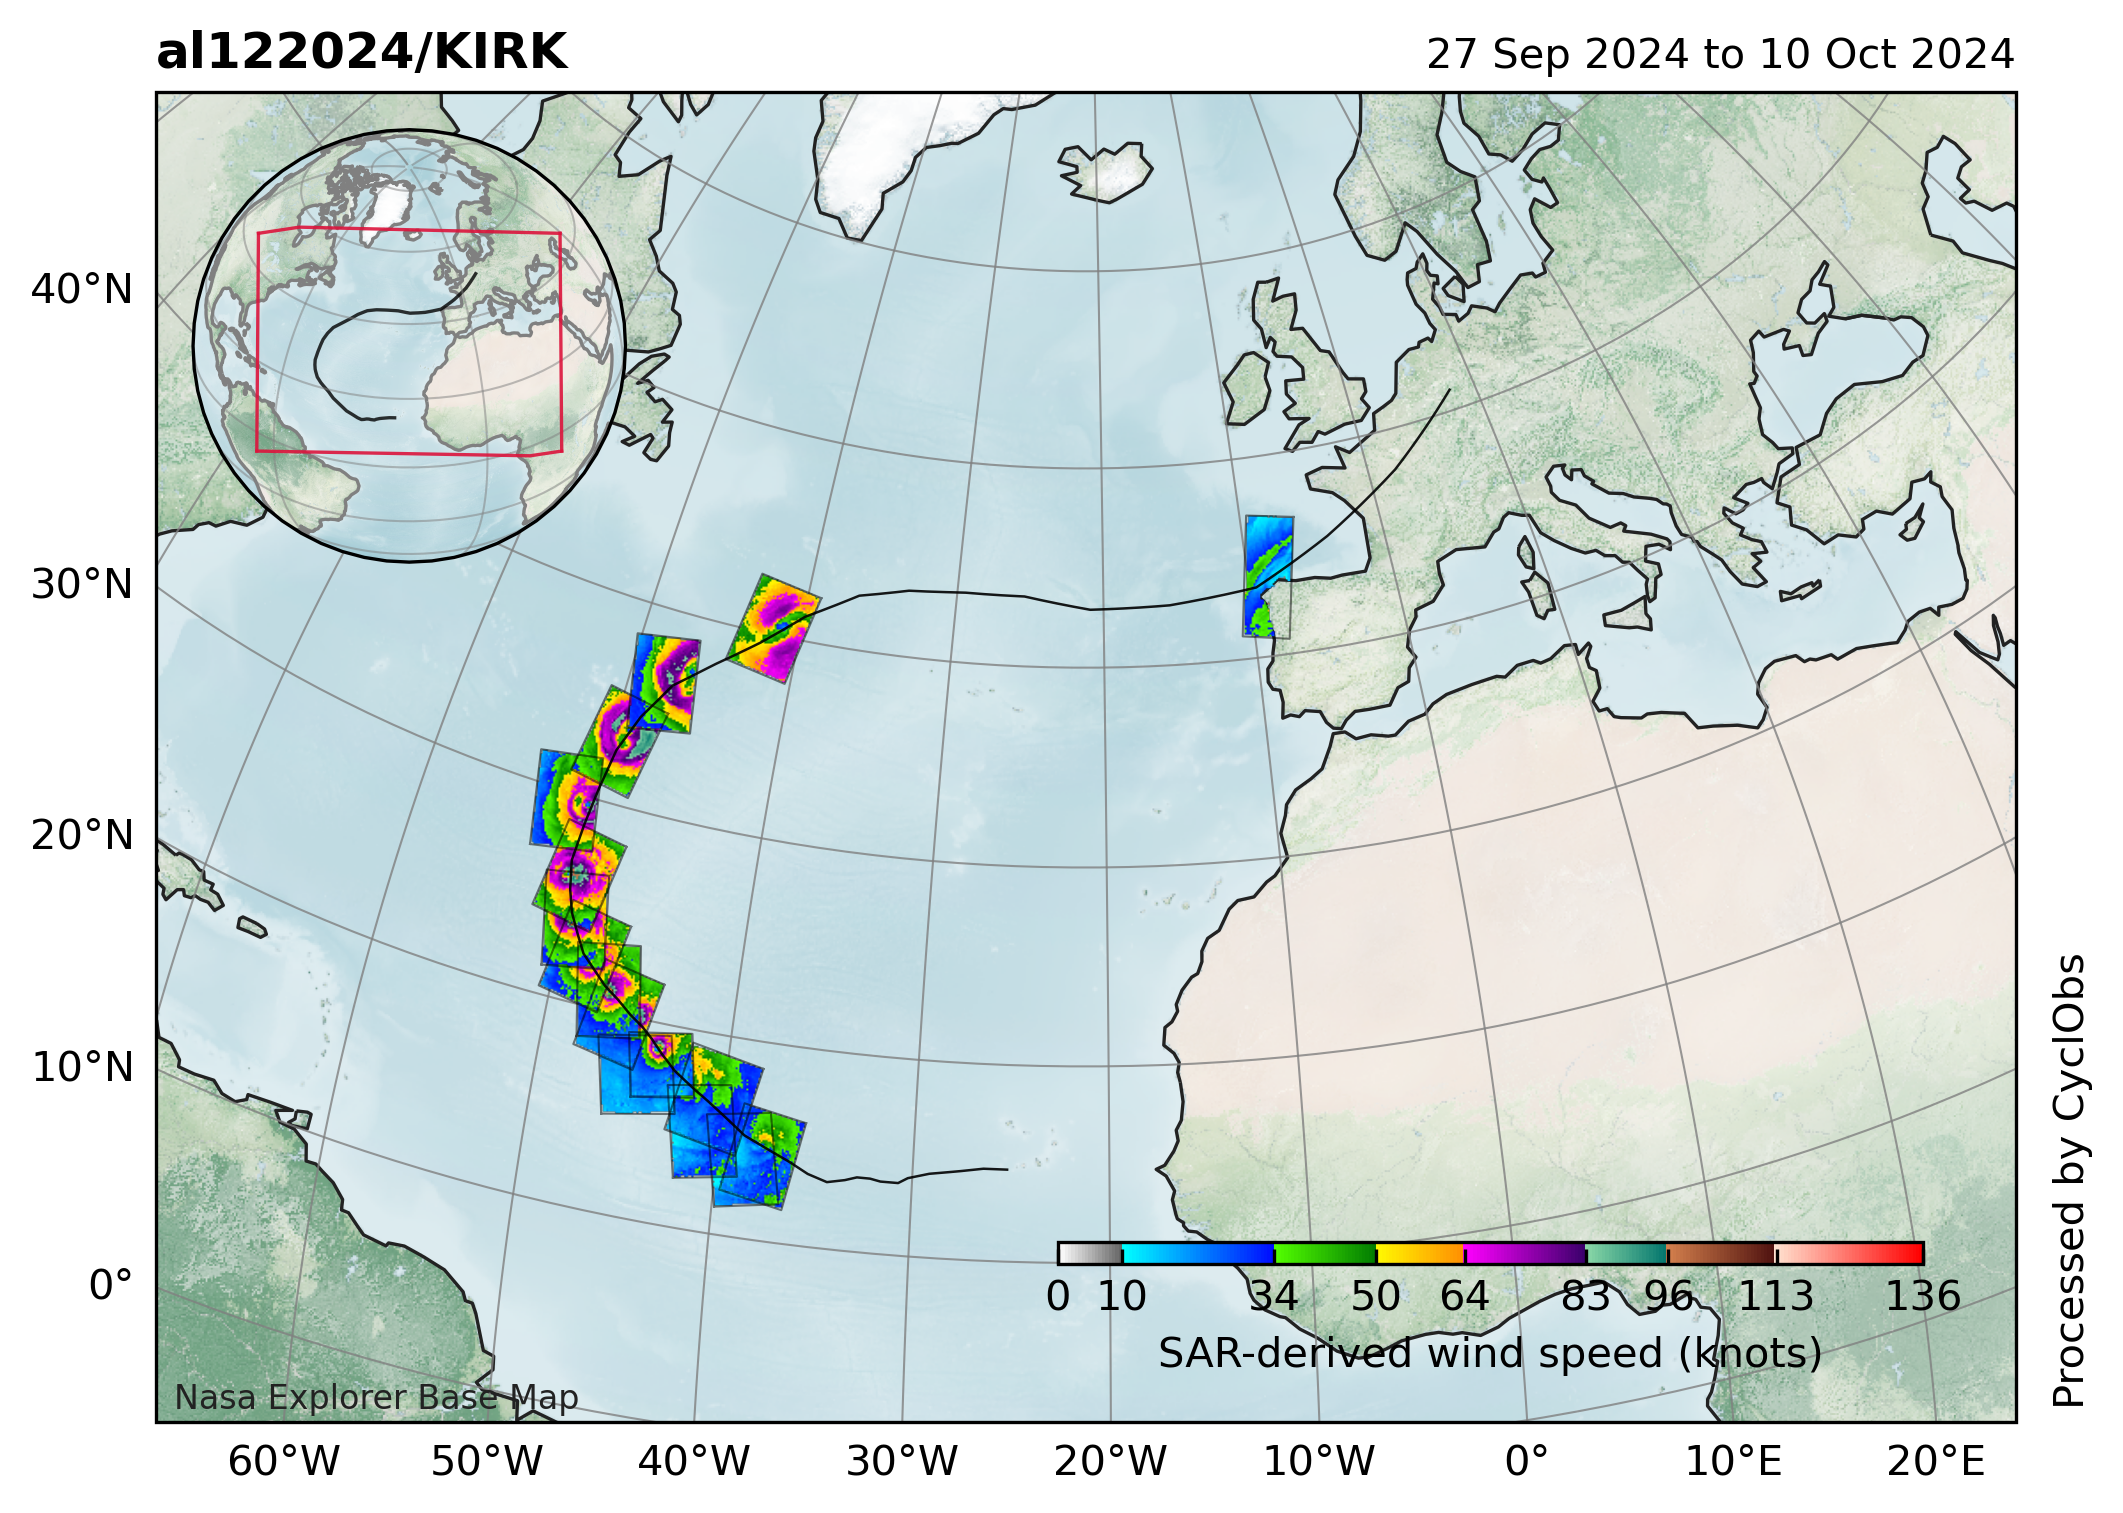 al122024/KIRK
27 Sep 2024 to 10 Oct 2024
40°N
30°N
20°N
10°N
0°
0 10 34 50 64 83 96 113 136
SAR-derived wind speed (knots)
Nasa Explorer Base Map
60°W 50°W 40°W 30°W 20°W 10°W 0° 10°E 20°E
Processed by CyclObs